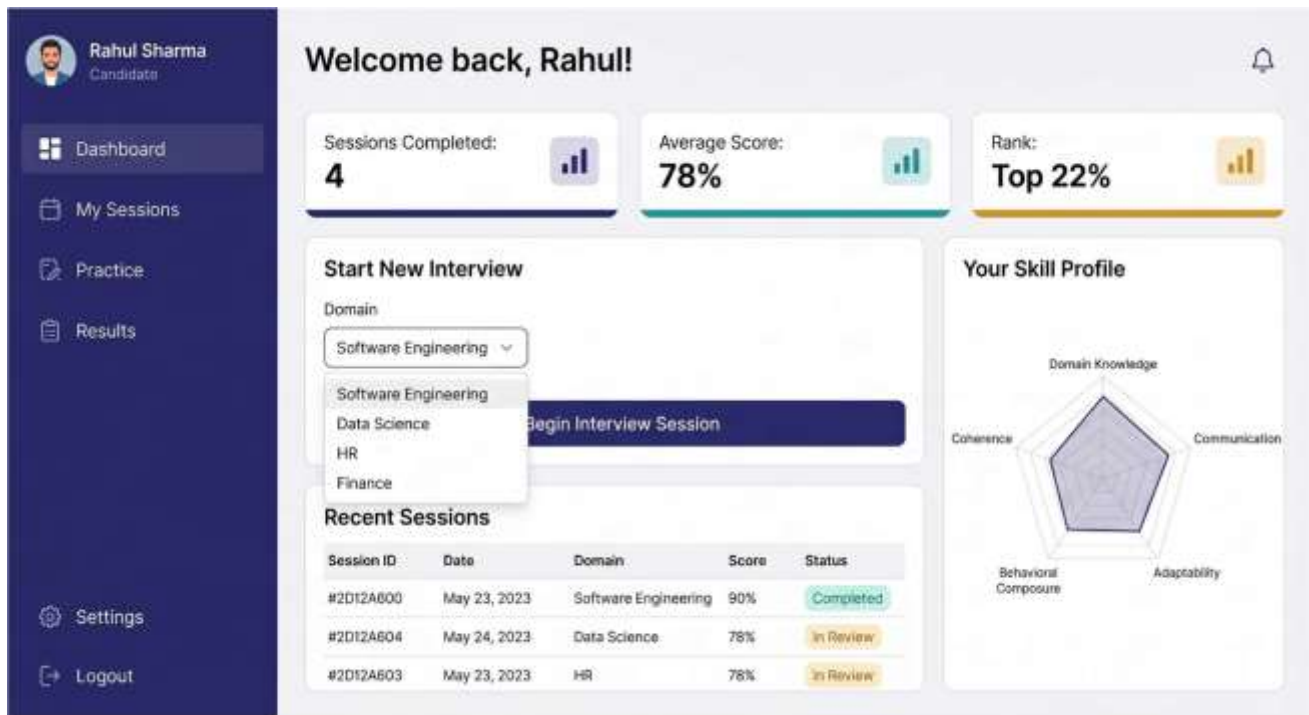 Rahul Sharma
Candidate
Dashboard
My Sessions
Practice
Results
Settings
Logout
Welcome back, Rahul!
Sessions Completed:
4
Average Score:
78%
Rank:
Top 22%
Start New Interview
Domain
Software Engineering
Software Engineering
Data Science
HR
Finance
Begin Interview Session
Your Skill Profile
Domain Knowledge
Coherence
Communication
Behavioral
Composure
Adaptability
Recent Sessions
Session ID Date Domain Score Status
#2D12A600 May 23, 2023 Software Engineering 90% Completed
#2D12A604 May 24, 2023 Data Science 78% In Review
#2D12A603 May 23, 2023 HR 78% In Review